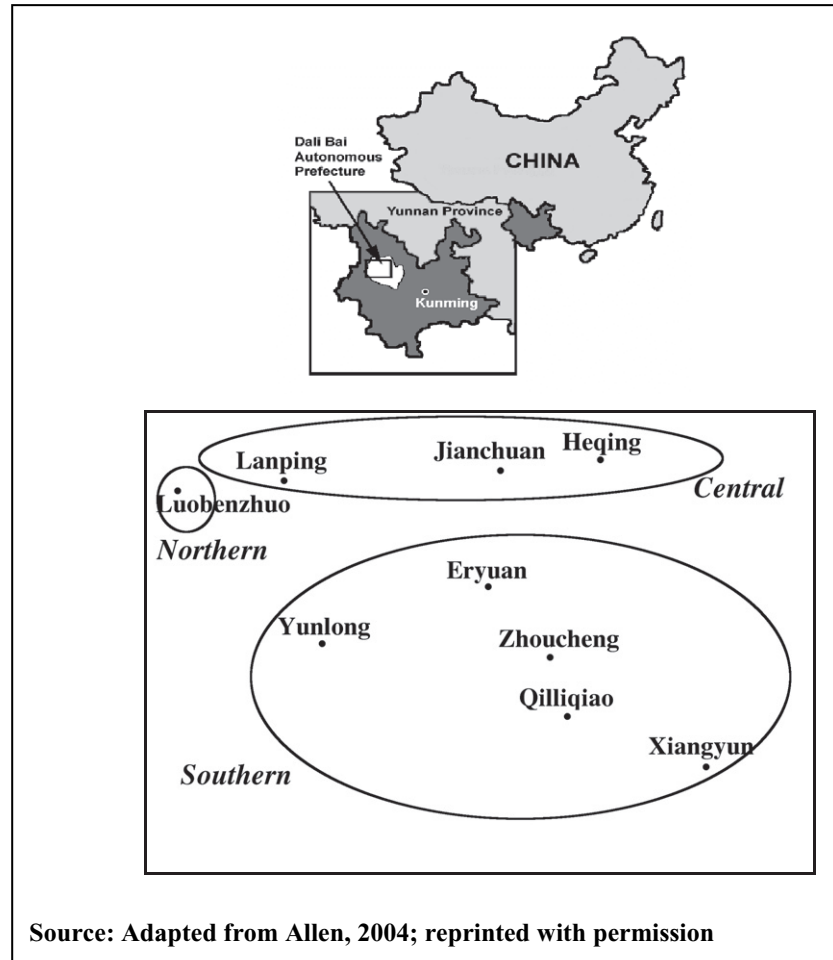 Dali Bai
Autonomous
Prefecture
CHINA
Yunnan Province
Kunming
Lanping
Jianchuan
Heqing
Central
Luobenzhuo
Northern
Eryuan
Yunlong
Zhoucheng
Qilliqiao
Xiangyun
Southern
Source: Adapted from Allen, 2004; reprinted with permission